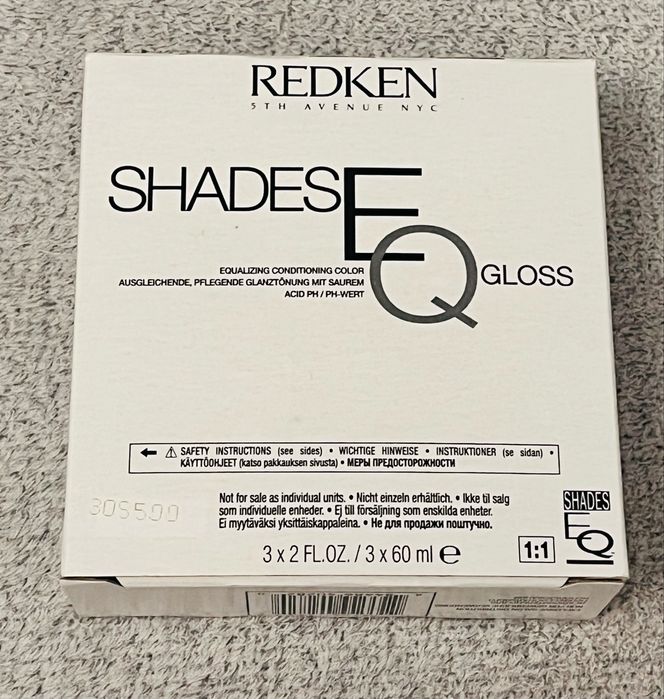 REDKEN
5TH AVENUE NYC
SHADES EQ GLOSS
EQUALIZING CONDITIONING COLOR
AUSGLEICHENDE, PFLEGENDE GLANZTÖNUNG MIT SAUREM
ACID PH / PH-WERT
SAFETY INSTRUCTIONS (see sides) • WICHTIGE HINWEISE • INSTRUKTIONER (se sidan) •
KÄYTTÖOHJEET (katso pakkauksen sivusta) • МЕРЫ ПРЕДОСТОРОЖНОСТИ
Not for sale as individual units. • Nicht einzeln erhältlich. • Ikke til salg
som individuelle enheder. • Ej till försäljning som enskilda enheter.
Ei myytäväksi yksittäiskappaleina. • Не для продажи поштучно.
30S500
3 x 2 FL.OZ. / 3 x 60 ml e
1:1
SHADES
EQ